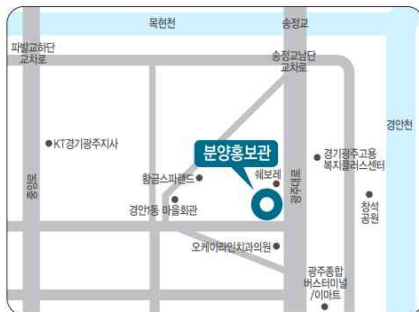 목현천
송정교
파발교하단
교차로
송정교남단
교차로
경안천
KT경기광주지사
분양홍보관
경기광주고용
복지플러스센터
황금스파랜드
쉐보레
중앙로
경안1동 마을회관
광주대로
창석
공원
오케이라인치과의원
광주종합
버스터미널
/이마트